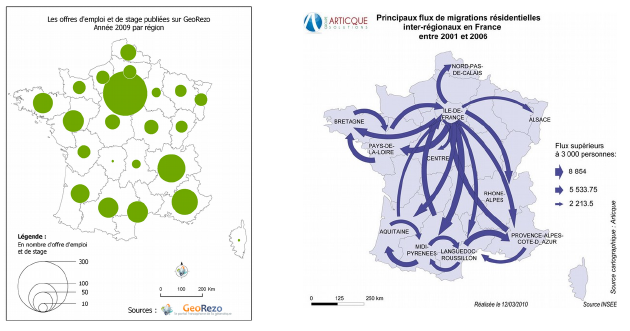 Les offres d'emploi et de stage publiées sur GeoRezo
Année 2009 par région
Légende :
En nombre d'offre d'emploi
et de stage
300
100
50
10
0
100
200 Km
Sources :
GeoRezo
ARTICQUE
SOLUTIONS
Principaux flux de migrations résidentielles
inter-régionaux en France
entre 2001 et 2006
NORD-PAS-
DE-CALAIS
ILE-DE-
FRANCE
ALSACE
BRETAGNE
PAYS-DE-
LA-LOIRE
CENTRE
RHONE-
ALPES
AQUITAINE
MIDI-
PYRENEES
LANGUEDOC-
ROUSSILLON
PROVENCE-ALPES-
COTE-D_AZUR
Flux supérieurs
à 3 000 personnes:
8 854
5 533.75
2 213.5
Source cartographique : Articque
0
125
250 km
Réalisée le 12/03/2010
Source INSEE